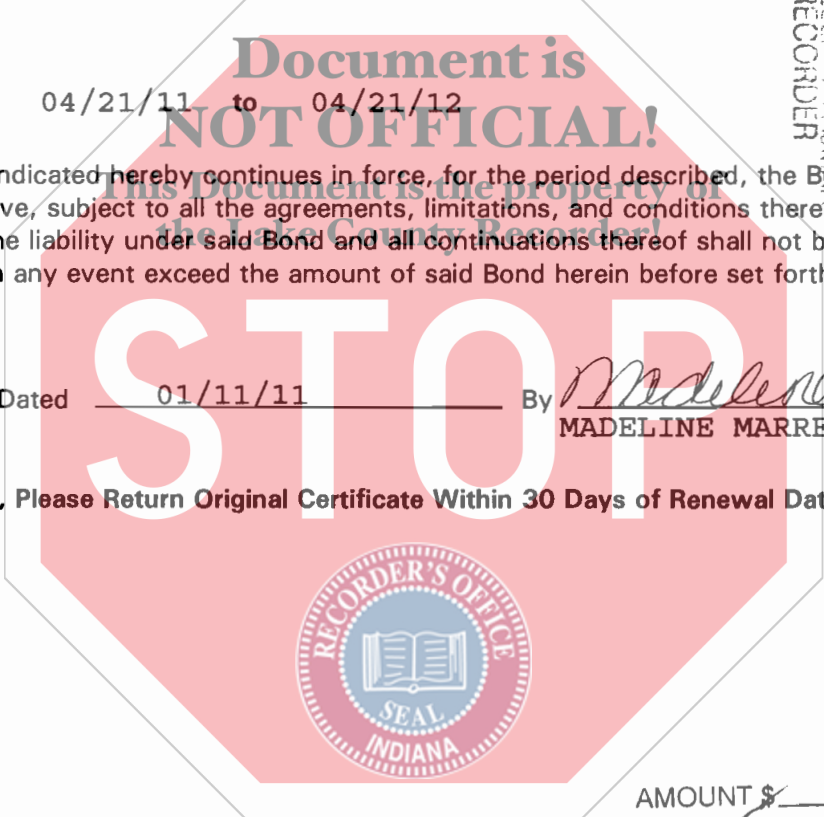 RECORDER
Document is
04/21/11 to 04/21/12
NOT OFFICIAL!
ndicated hereby continues in force, for the period described, the B
This Document is the property of
ve, subject to all the agreements, limitations, and conditions there
the Lake County Recorder!
e liability under said Bond and all continuations thereof shall not b
any event exceed the amount of said Bond herein before set forth
STOP
Dated 01/11/11 By Madeline
MADELINE MARRE
, Please Return Original Certificate Within 30 Days of Renewal Dat
RECORDER'S OFFICE
SEAL
INDIANA
AMOUNT $